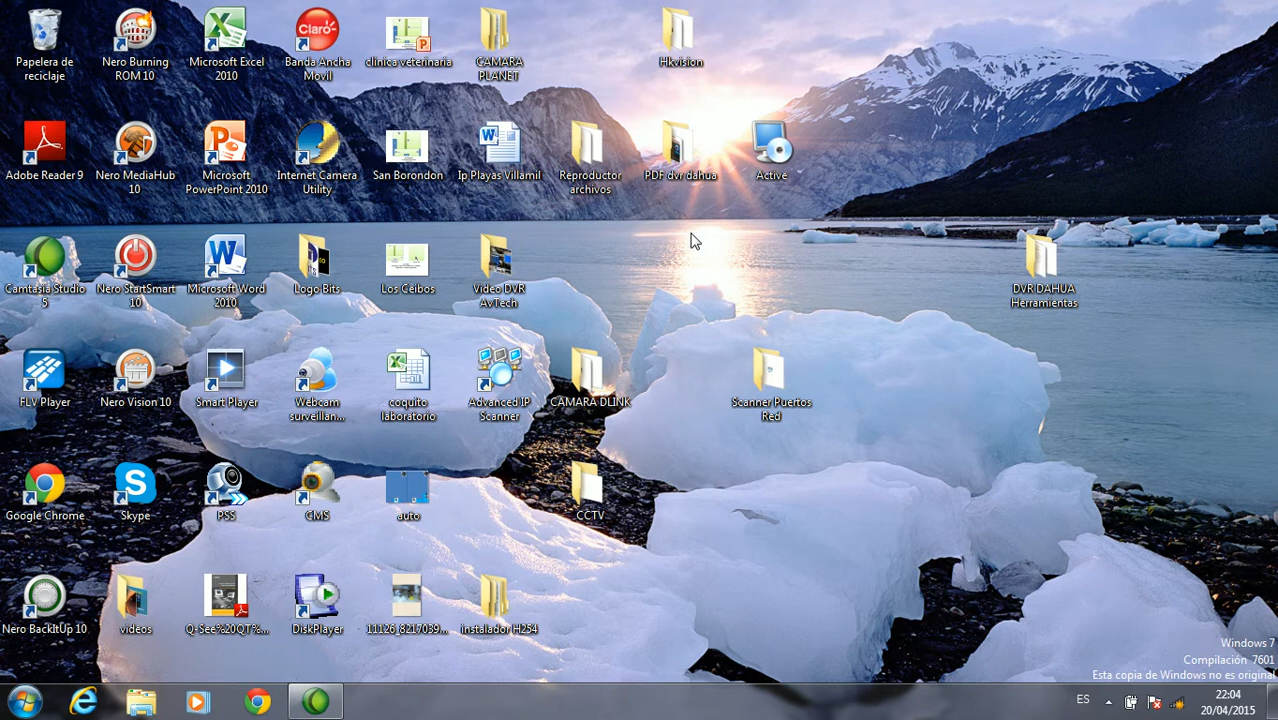 Papelera de
reciclaje
Nero Burning
ROM 10
Microsoft Excel
2010
Claro
Banda Ancha
Móvil
clinica veterinaria
CAMARA
PLANET
Hkvision
Adobe Reader 9
Nero MediaHub
10
Microsoft
PowerPoint 2010
Internet Camera
Utility
San Borondon
Ip Playas Villamil
Reproductor
archivos
PDF dvr dahua
Active
Camtasia Studio
5
Nero StartSmart
10
Microsoft Word
2010
Logo Bits
Los Ceibos
Video DVR
AvTech
DVR DAHUA
Herramientas
FLV Player
Nero Vision 10
Smart Player
Webcam
surveillan...
coquito
laboratorio
Advanced IP
Scanner
CAMARA DLINK
Scanner Puertos
Red
Google Chrome
Skype
PSS
CMS
auto
CCTV
Nero BackItUp 10
videos
Q-See%20QT%...
DiskPlayer
11126_8217039...
instalador H254
Windows 7
Compilación 7601
Esta copia de Windows no es original
ES
22:04
20/04/2015